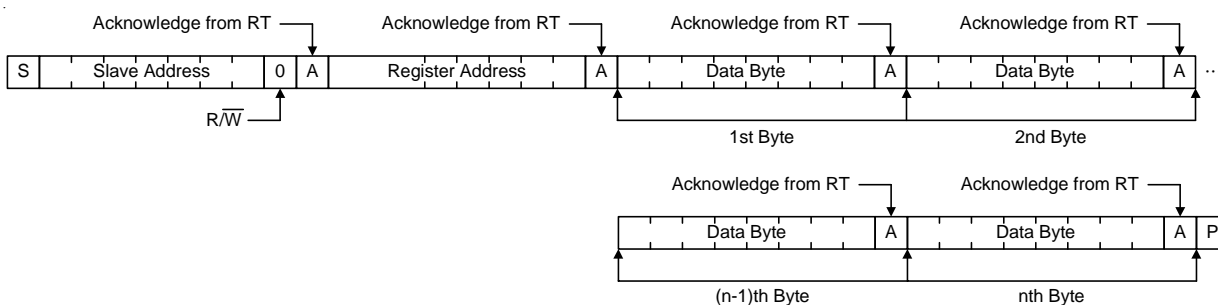 Acknowledge from RT Acknowledge from RT Acknowledge from RT Acknowledge from RT
S Slave Address 0 A Register Address A Data Byte A Data Byte A ..
R/W̅
1st Byte 2nd Byte
Acknowledge from RT Acknowledge from RT
Data Byte A Data Byte A P
(n-1)th Byte nth Byte